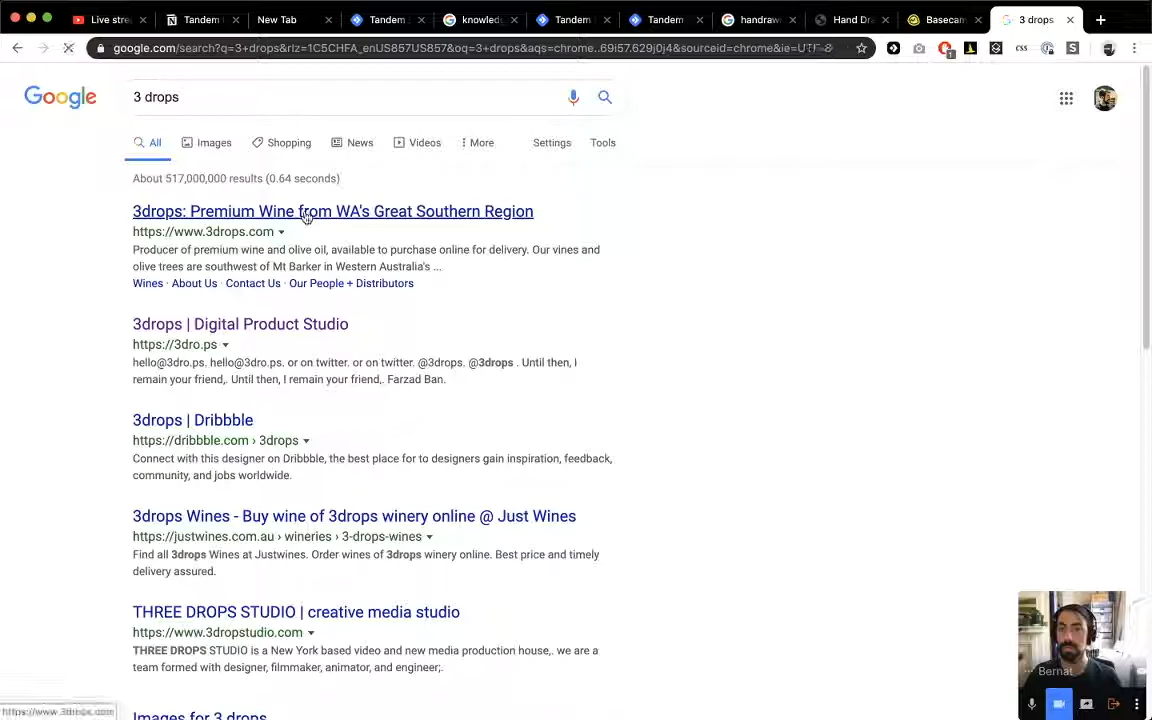 Live stre
Tandem
New Tab
Tandem
knowled
Tandem
Tandem
handraw
Hand Dra
Basecam
3 drops
google.com/search?q=3+drops&rlz=1C5CHFA_enUS857US857&oq=3+drops&aqs=chrome..69i57.629j0j4&sourceid=chrome&ie=UTF-8
CSS
1
S
Google
3 drops
All
Images
Shopping
News
Videos
More
Settings
Tools
About 517,000,000 results (0.64 seconds)
3drops: Premium Wine from WA's Great Southern Region
https://www.3drops.com
Producer of premium wine and olive oil, available to purchase online for delivery. Our vines and
olive trees are southwest of Mt Barker in Western Australia's ...
Wines · About Us · Contact Us · Our People + Distributors
3drops | Digital Product Studio
https://3dro.ps
hello@3dro.ps. hello@3dro.ps. or on twitter. or on twitter. @3drops. @3drops . Until then, I
remain your friend,. Until then, I remain your friend,. Farzad Ban.
3drops | Dribbble
https://dribbble.com › 3drops
Connect with this designer on Dribbble, the best place for to designers gain inspiration, feedback,
community, and jobs worldwide.
3drops Wines - Buy wine of 3drops winery online @ Just Wines
https://justwines.com.au › wineries › 3-drops-wines
Find all 3drops Wines at Justwines. Order wines of 3drops winery online. Best price and timely
delivery assured.
THREE DROPS STUDIO | creative media studio
https://www.3dropstudio.com
THREE DROPS STUDIO is a New York based video and new media production house,. we are a
team formed with designer, filmmaker, animator, and engineer;.
Images for 3 drops
https://www.3drops.com
Bernat